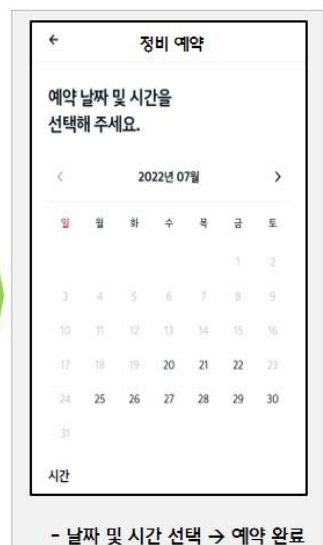 ←
정비 예약
예약 날짜 및 시간을
선택해 주세요.
< 2022년 07월 >
일 월 화 수 목 금 토
1 2
3 4 5 6 7 8 9
10 11 12 13 14 15 16
17 18 19 20 21 22 23
24 25 26 27 28 29 30
31
시간
- 날짜 및 시간 선택 → 예약 완료